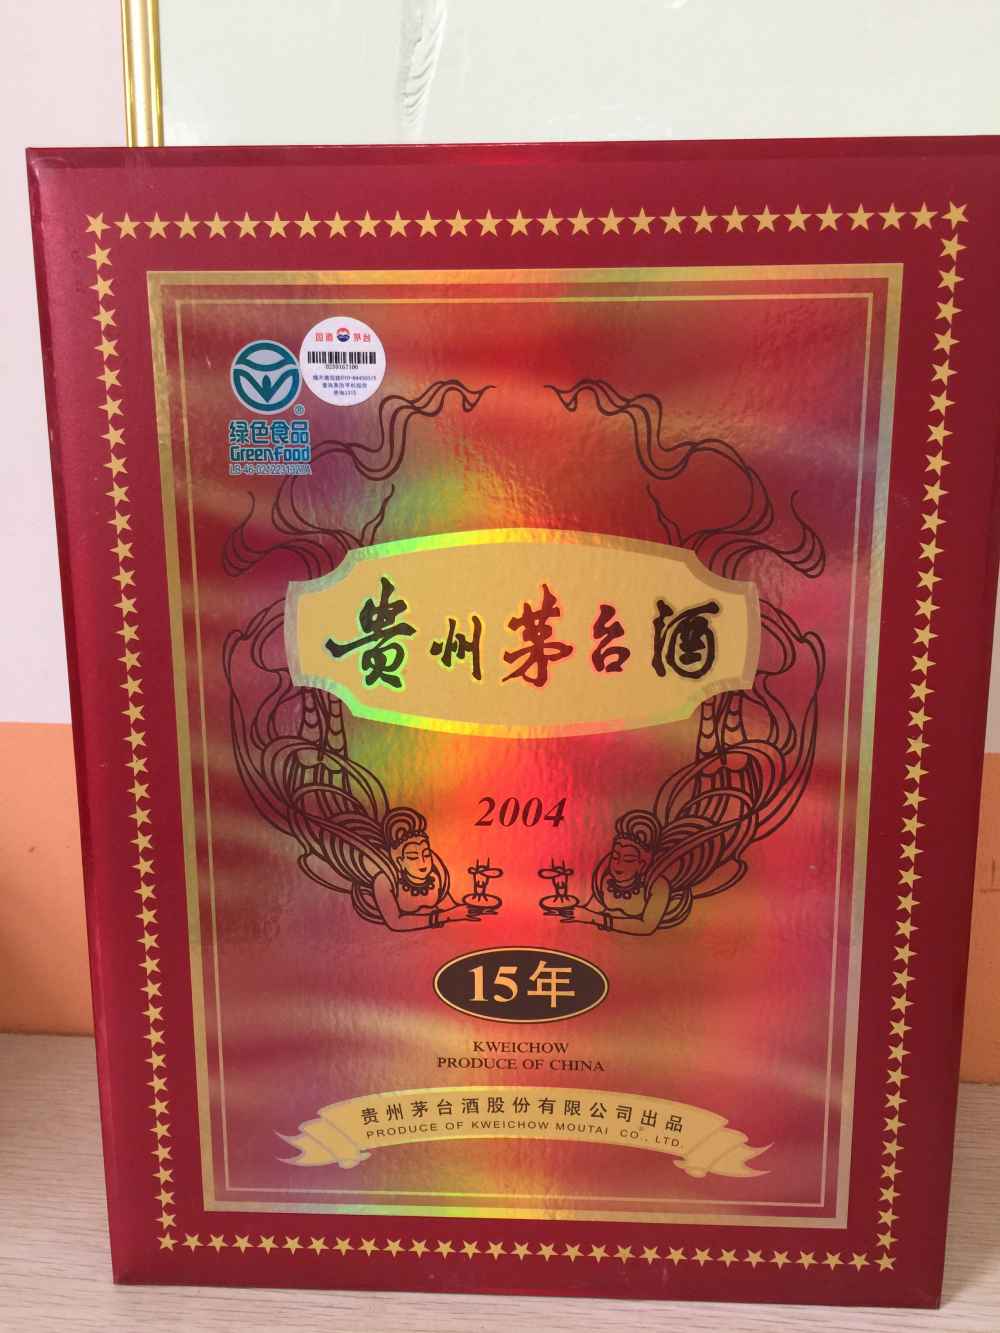 国酒 茅台
绿色食品
GreenFood
贵州茅台酒
2004
15年
KWEICHOW
PRODUCE OF CHINA
贵州茅台酒股份有限公司出品
PRODUCE OF KWEICHOW MOUTAI CO., LTD.